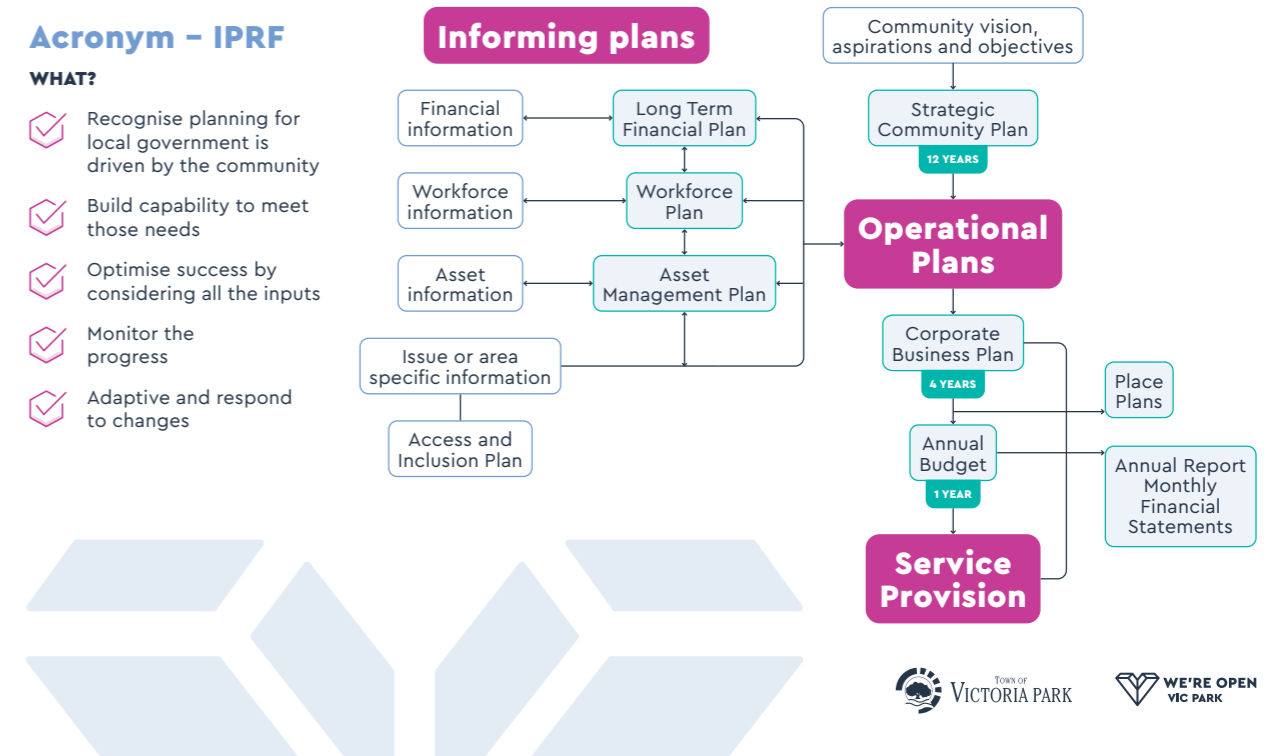 Acronym – IPRF
WHAT?
Recognise planning for
local government is
driven by the community
Build capability to meet
those needs
Optimise success by
considering all the inputs
Monitor the
progress
Adaptive and respond
to changes
Informing plans
Financial
information
Long Term
Financial Plan
Workforce
information
Workforce
Plan
Asset
information
Asset
Management Plan
Issue or area
specific information
Access and
Inclusion Plan
Community vision,
aspirations and objectives
Strategic
Community Plan
12 YEARS
Operational
Plans
Corporate
Business Plan
4 YEARS
Place
Plans
Annual
Budget
1 YEAR
Annual Report
Monthly
Financial
Statements
Service
Provision
TOWN OF
VICTORIA PARK
WE'RE OPEN
VIC PARK